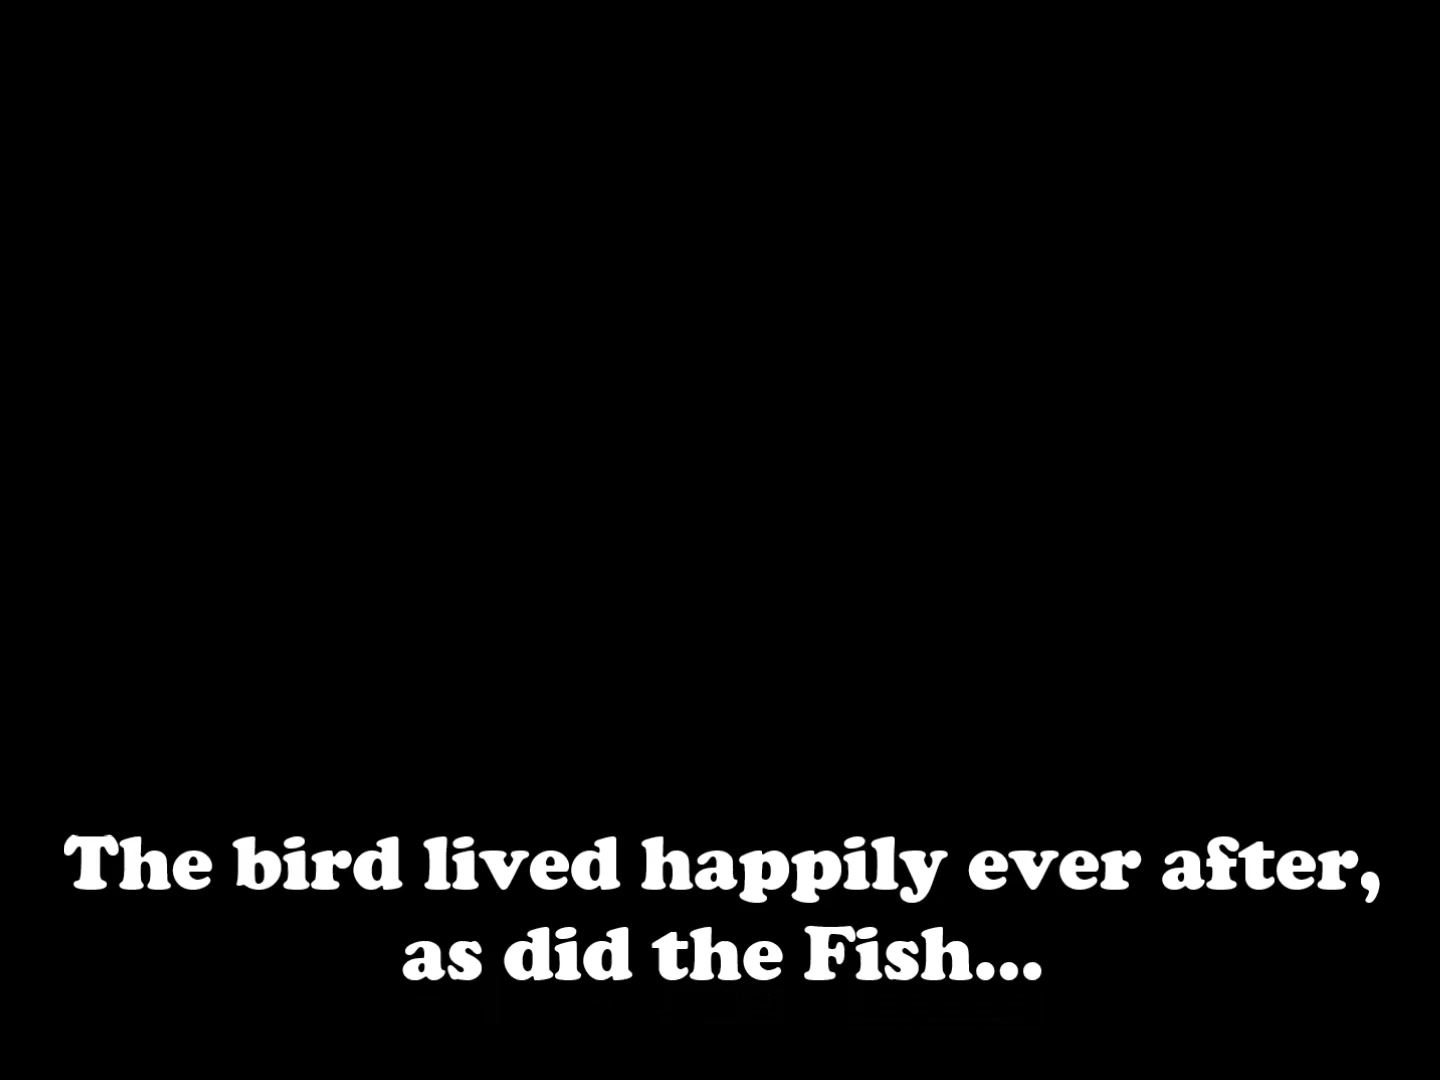 The bird lived happily ever after,
as did the Fish...